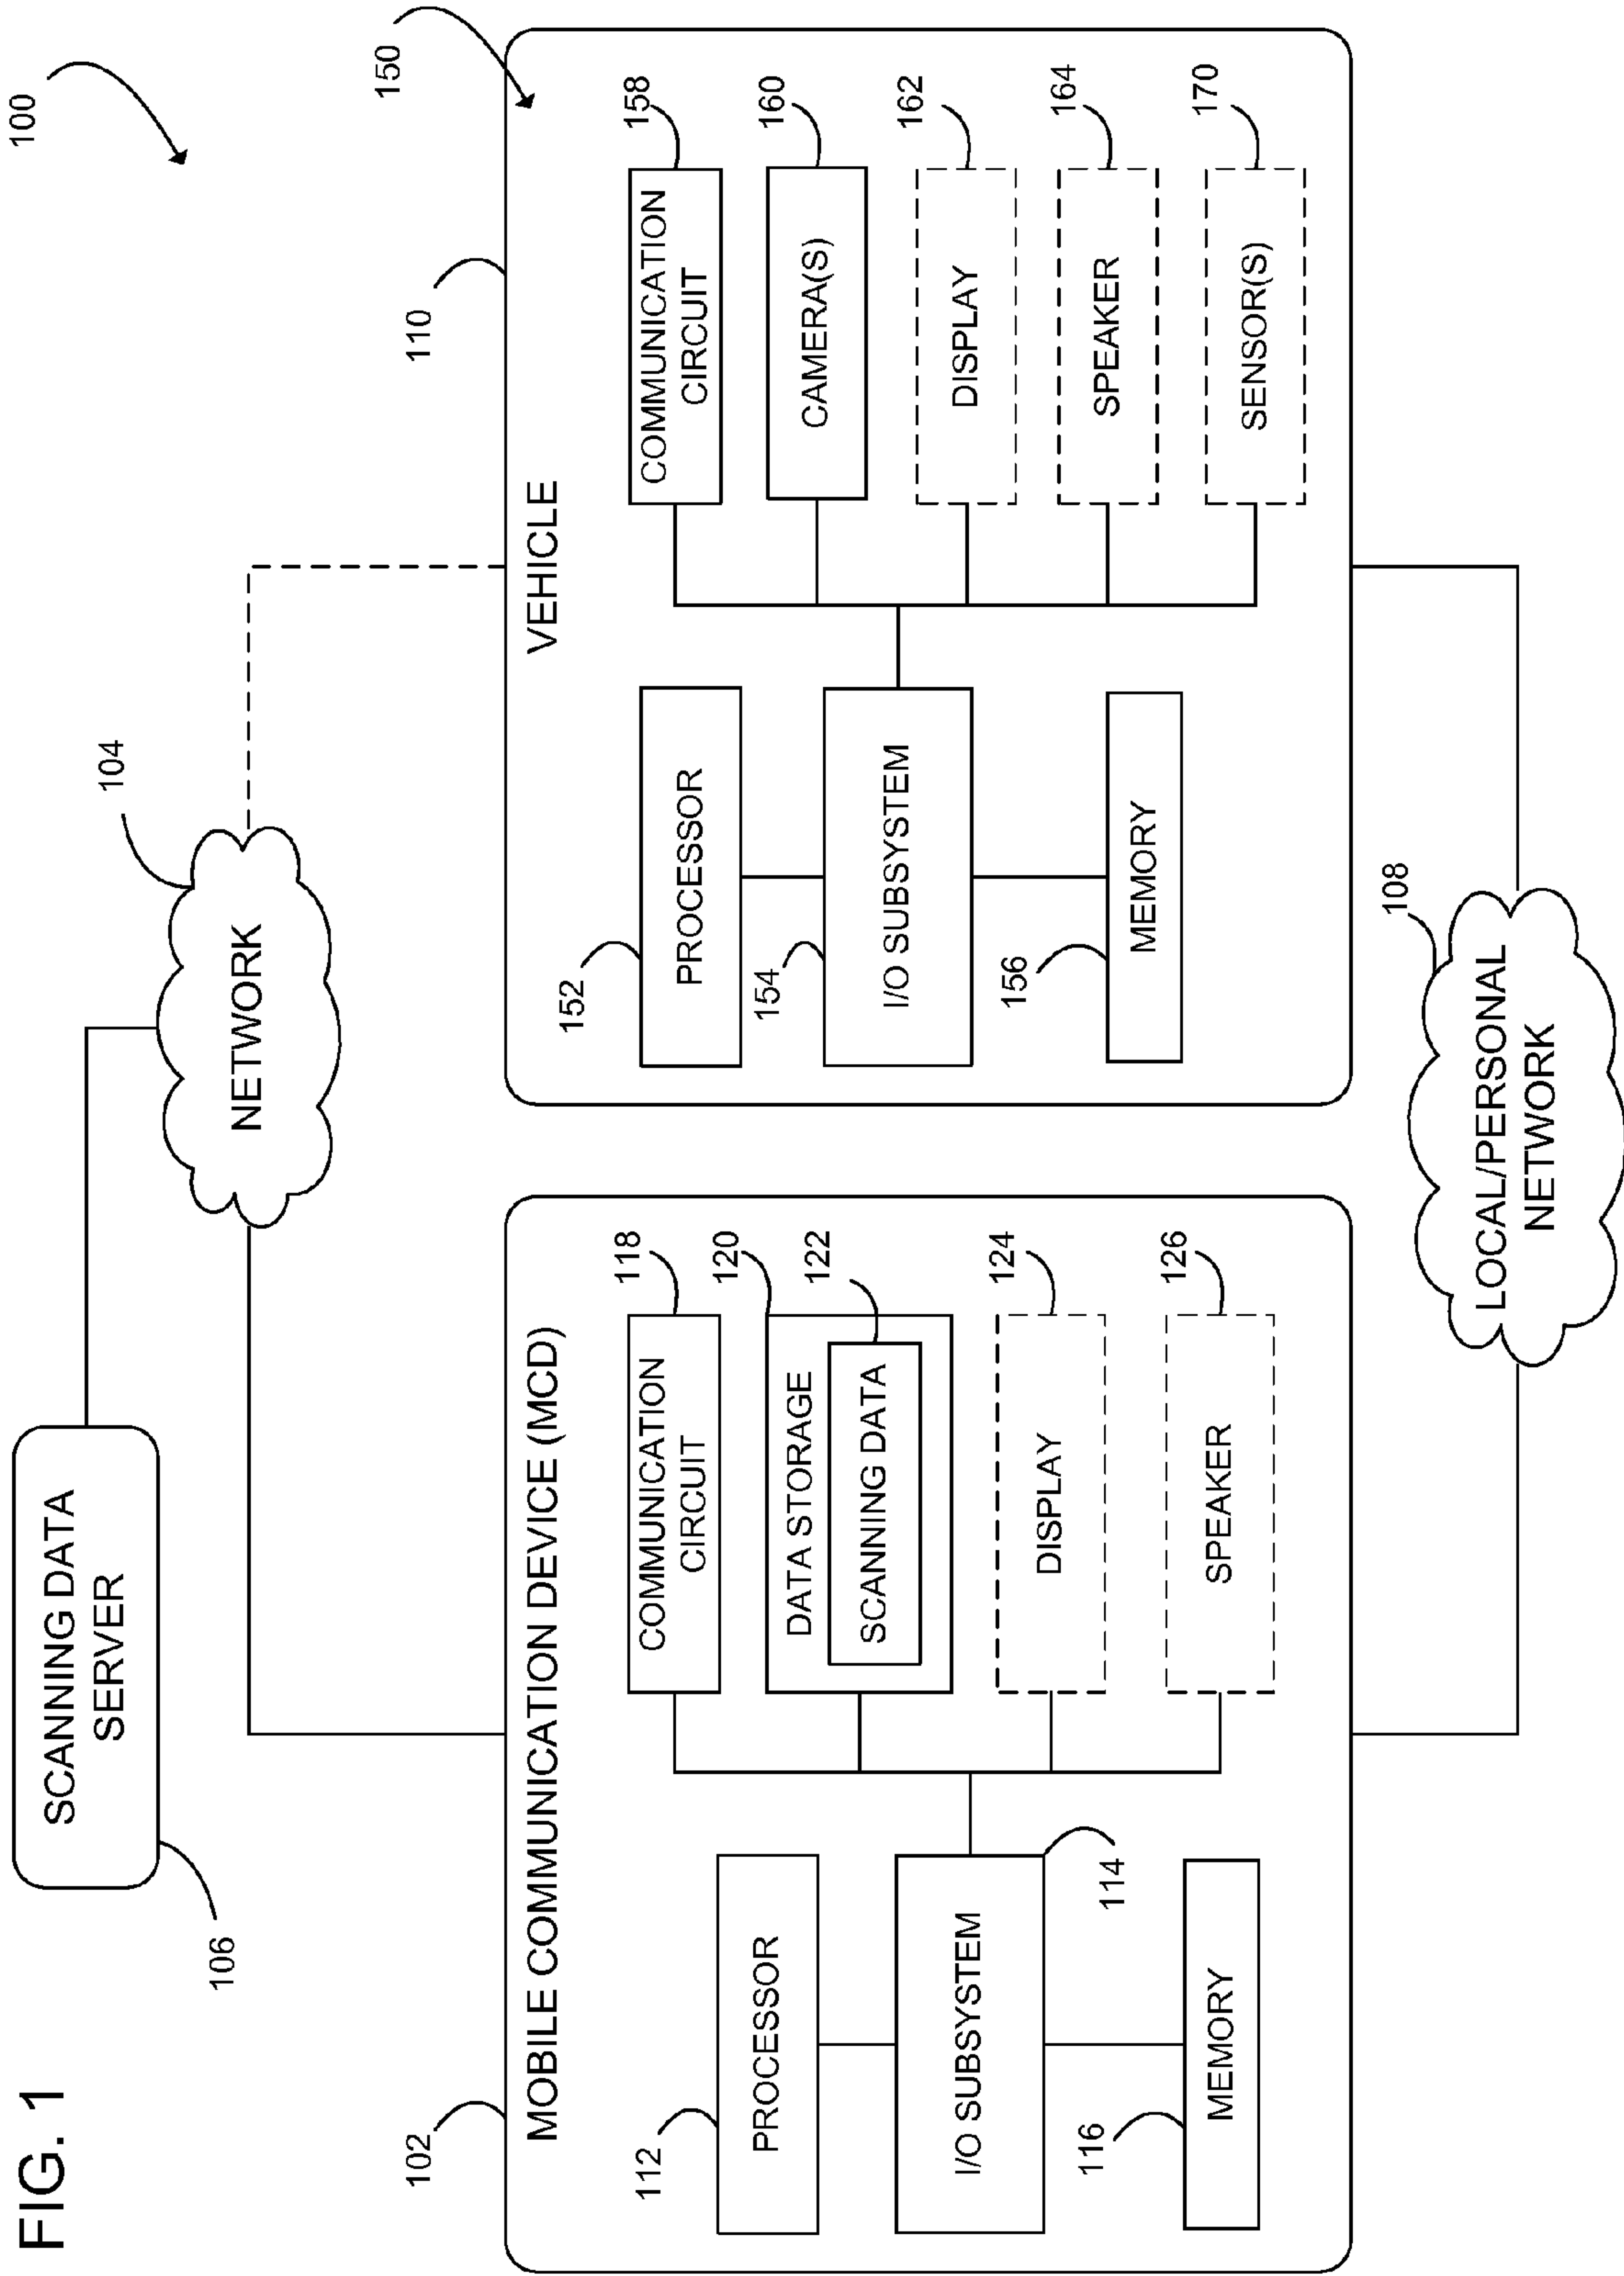 FIG. 1
100
SCANNING DATA
SERVER
106
NETWORK
104
102
MOBILE COMMUNICATION DEVICE (MCD)
112
PROCESSOR
I/O SUBSYSTEM
114
116
MEMORY
COMMUNICATION
CIRCUIT
118
DATA STORAGE
120
SCANNING DATA
122
DISPLAY
124
SPEAKER
126
110
150
VEHICLE
152
PROCESSOR
154
I/O SUBSYSTEM
156
MEMORY
COMMUNICATION
CIRCUIT
158
CAMERA(S)
160
DISPLAY
162
SPEAKER
164
SENSOR(S)
170
108
LOCAL/PERSONAL
NETWORK